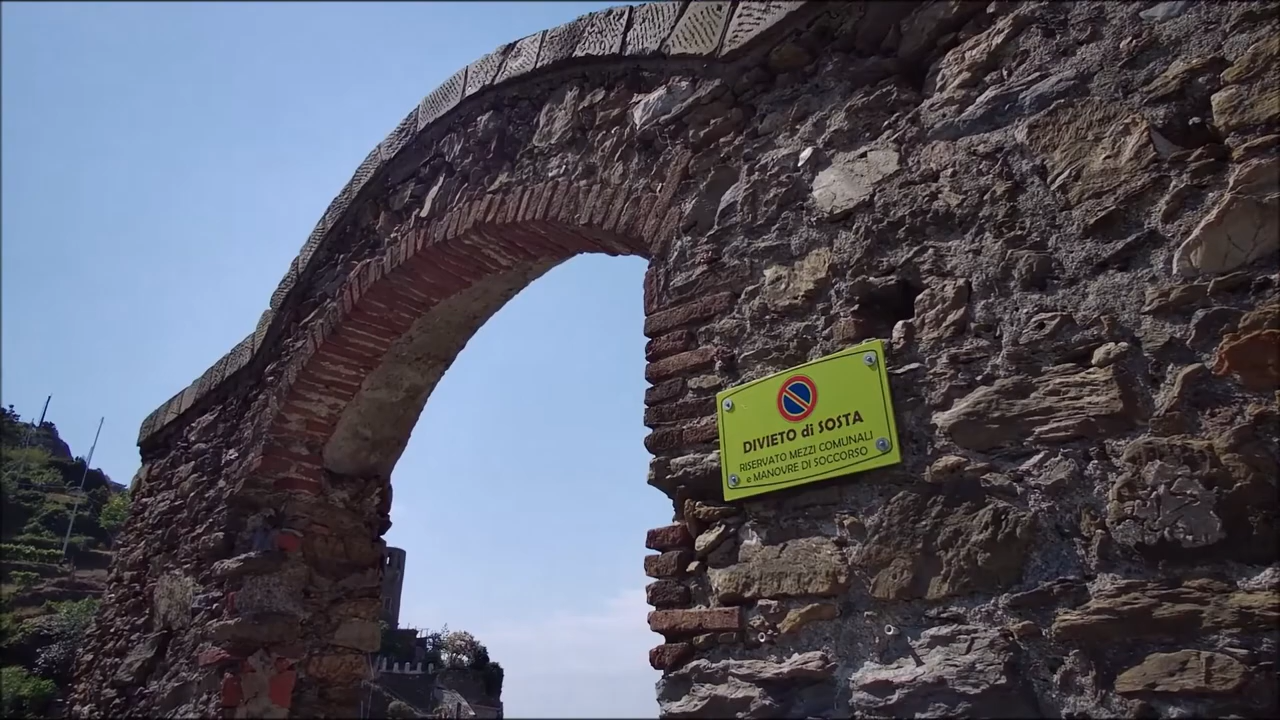 DIVIETO di SOSTA
RISERVATO MEZZI COMUNALI
e MANOVRE DI SOCCORSO